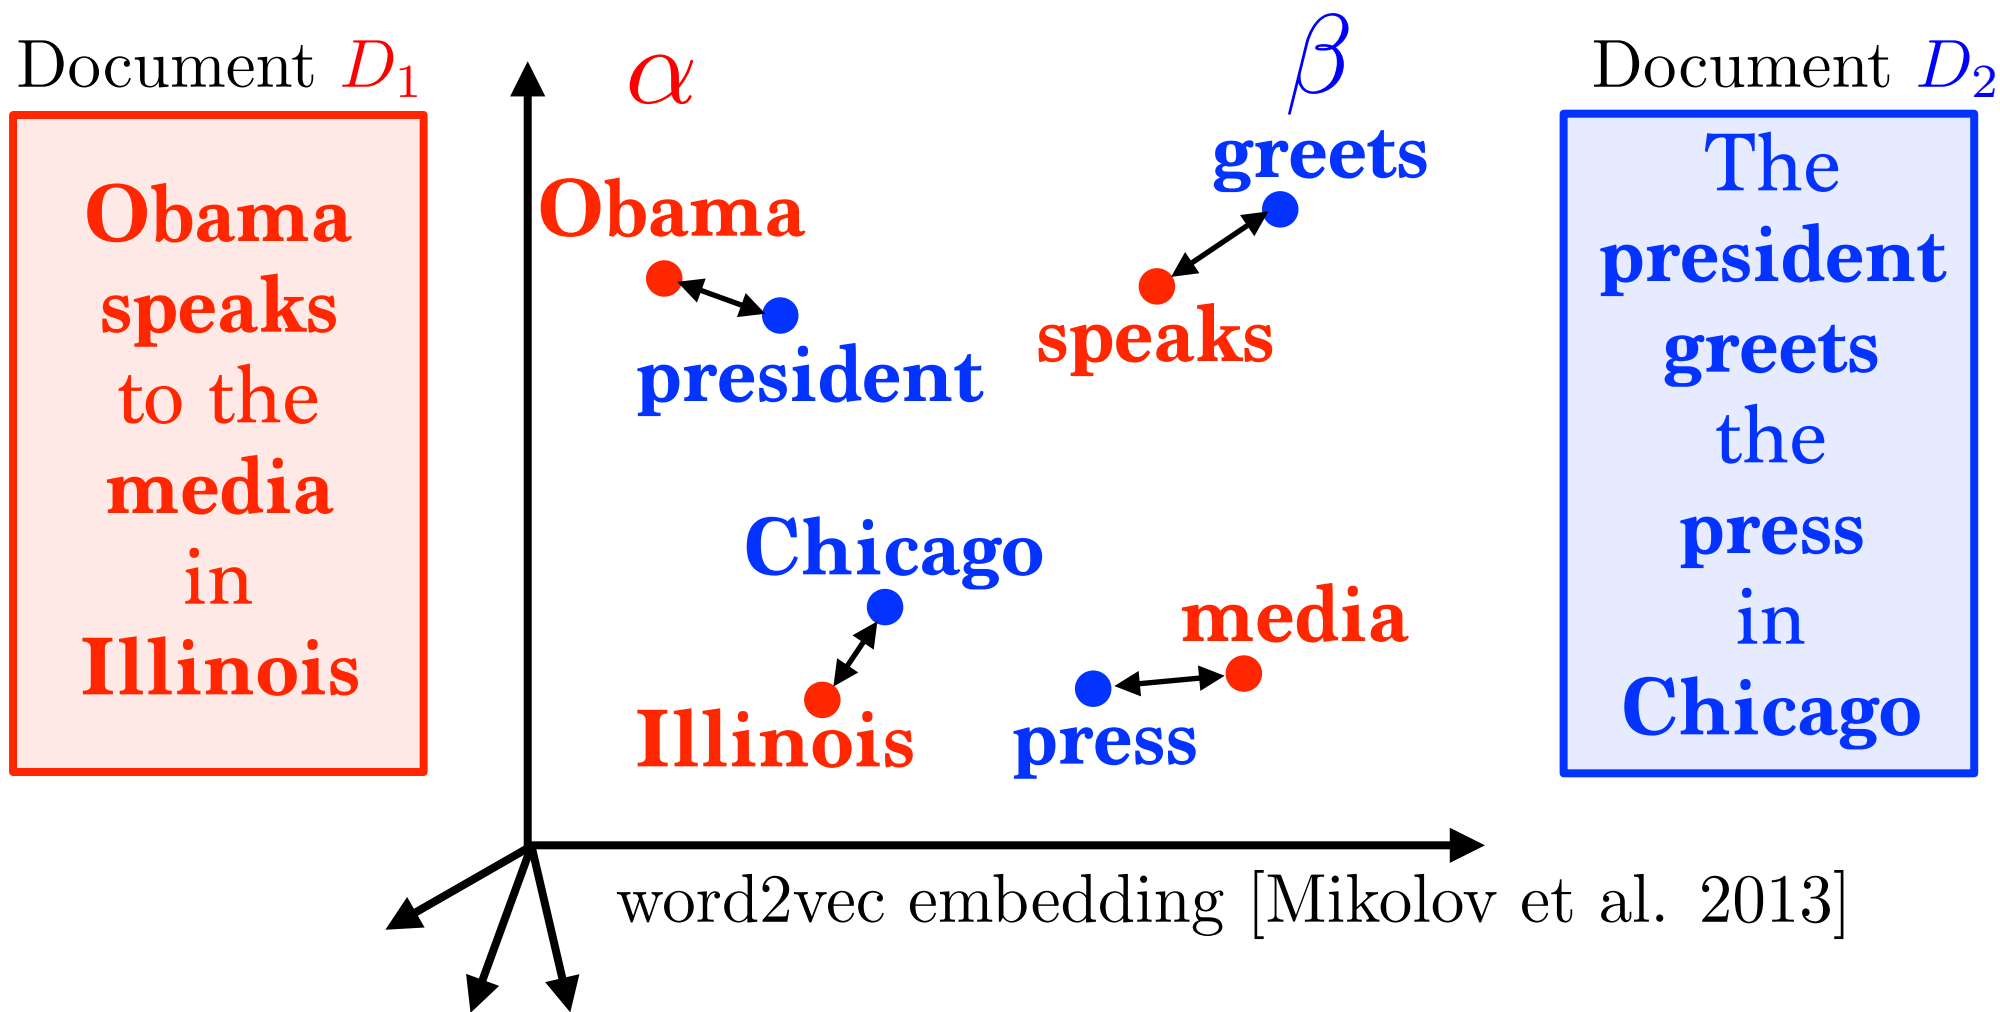 Document D₁
Obama
speaks
to the
media
in
Illinois
α
β
greets
Obama
speaks
president
Chicago
media
Illinois
press
word2vec embedding [Mikolov et al. 2013]
Document D₂
The
president
greets
the
press
in
Chicago